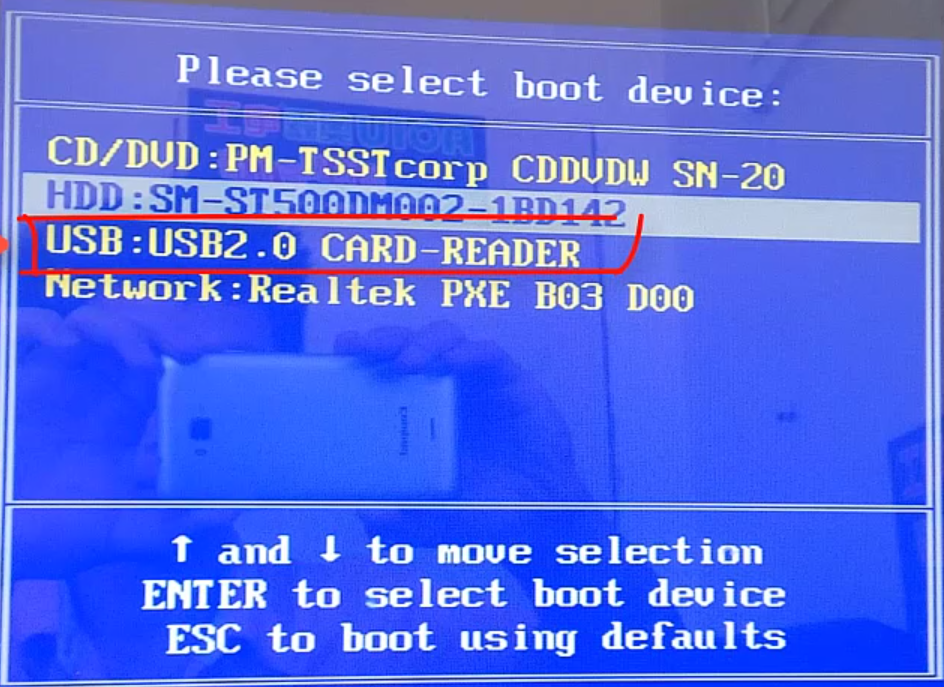 Please select boot device:
CD/DVD:PM-TSSTcorp CDDVDW SN-20
HDD:SM-ST500DM002-1BD142
USB:USB2.0 CARD-READER
Network:Realtek PXE B03 D00
↑ and ↓ to move selection
ENTER to select boot device
ESC to boot using defaults